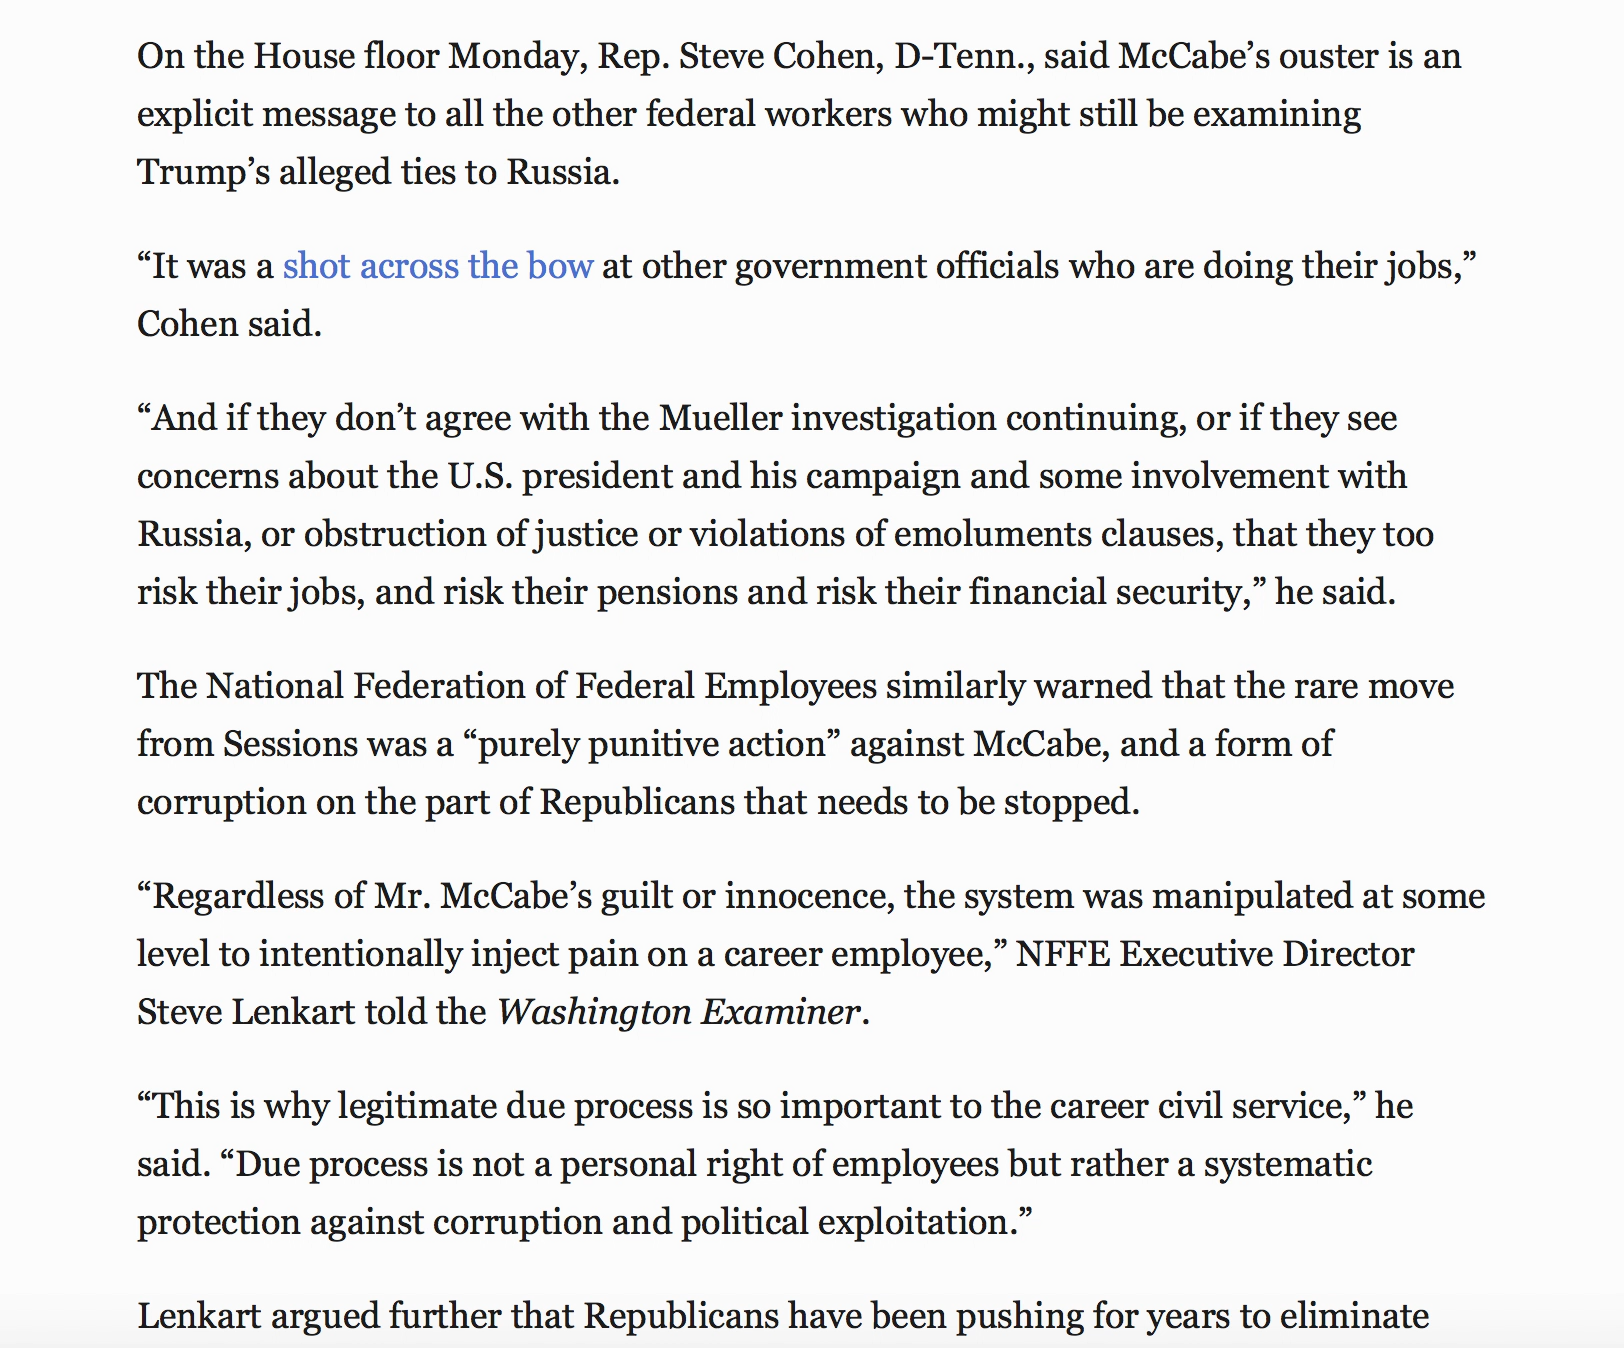 On the House floor Monday, Rep. Steve Cohen, D-Tenn., said McCabe’s ouster is an
explicit message to all the other federal workers who might still be examining
Trump’s alleged ties to Russia.
“It was a shot across the bow at other government officials who are doing their jobs,”
Cohen said.
“And if they don’t agree with the Mueller investigation continuing, or if they see
concerns about the U.S. president and his campaign and some involvement with
Russia, or obstruction of justice or violations of emoluments clauses, that they too
risk their jobs, and risk their pensions and risk their financial security,” he said.
The National Federation of Federal Employees similarly warned that the rare move
from Sessions was a “purely punitive action” against McCabe, and a form of
corruption on the part of Republicans that needs to be stopped.
“Regardless of Mr. McCabe’s guilt or innocence, the system was manipulated at some
level to intentionally inject pain on a career employee,” NFFE Executive Director
Steve Lenkart told the Washington Examiner.
“This is why legitimate due process is so important to the career civil service,” he
said. “Due process is not a personal right of employees but rather a systematic
protection against corruption and political exploitation.”
Lenkart argued further that Republicans have been pushing for years to eliminate